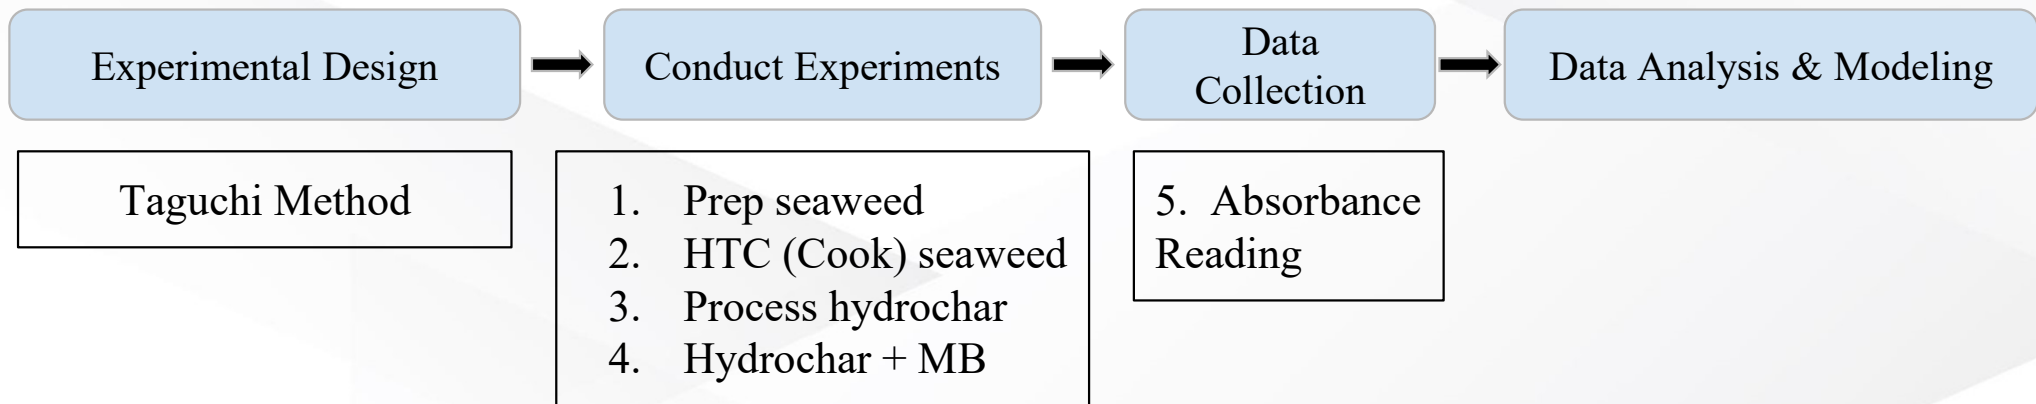 Experimental Design
Conduct Experiments
Data
Collection
Data Analysis & Modeling
Taguchi Method
1. Prep seaweed
2. HTC (Cook) seaweed
3. Process hydrochar
4. Hydrochar + MB
5. Absorbance
Reading